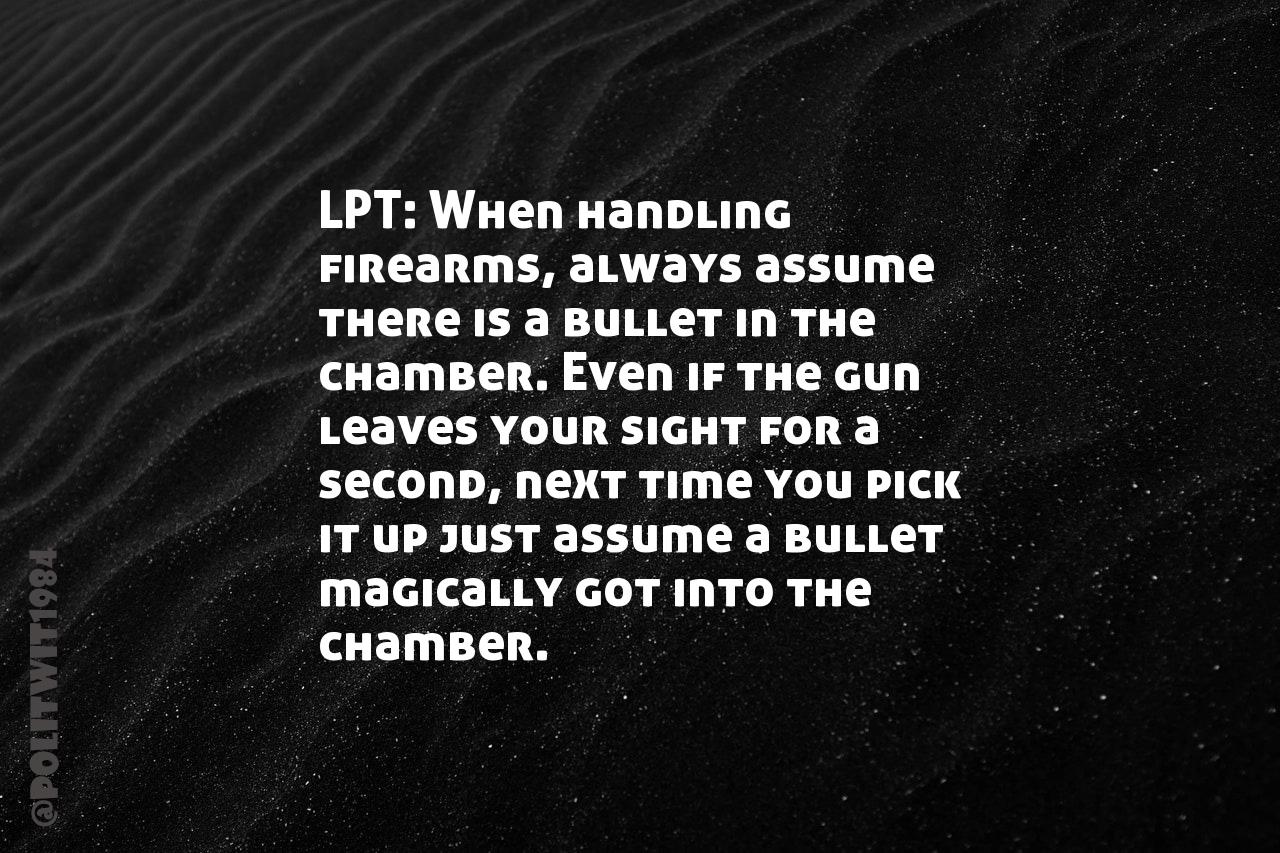 LPT: When handling
firearms, always assume
there is a bullet in the
chamber. Even if the gun
leaves your sight for a
second, next time you pick
it up just assume a bullet
magically got into the
chamber.
@POLITWIT1984